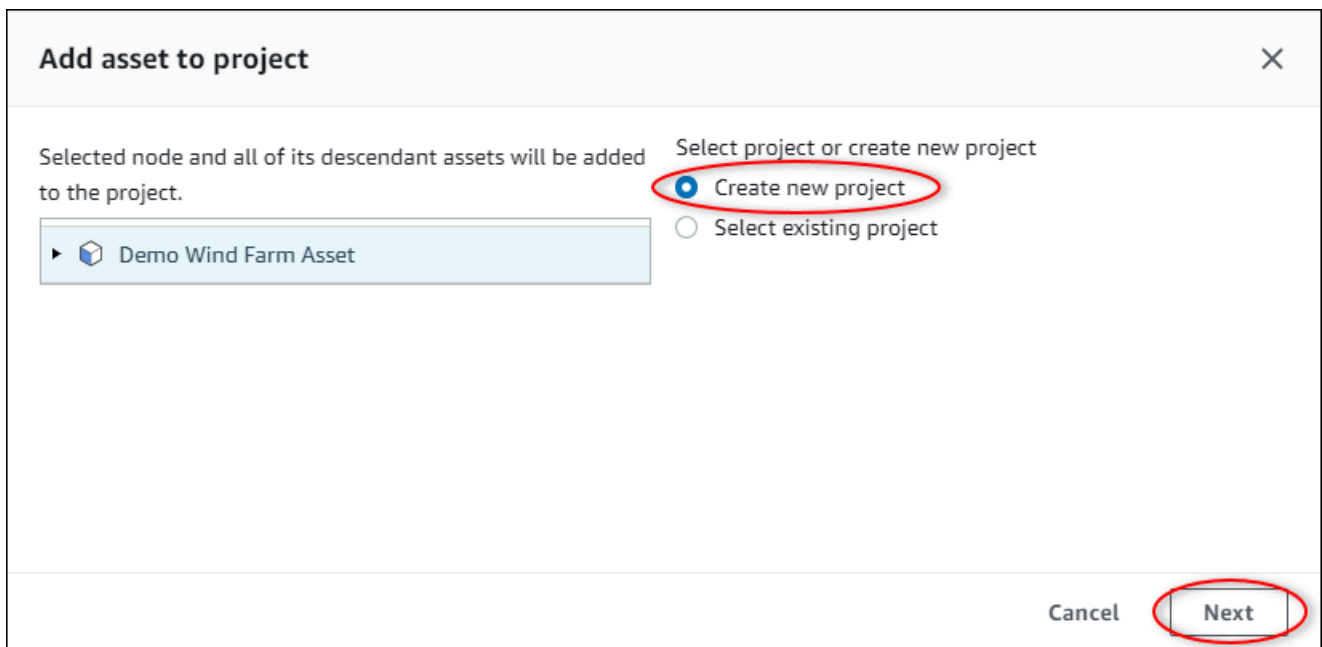 Add asset to project
Selected node and all of its descendant assets will be added
to the project.
Demo Wind Farm Asset
Select project or create new project
Create new project
Select existing project
Cancel
Next